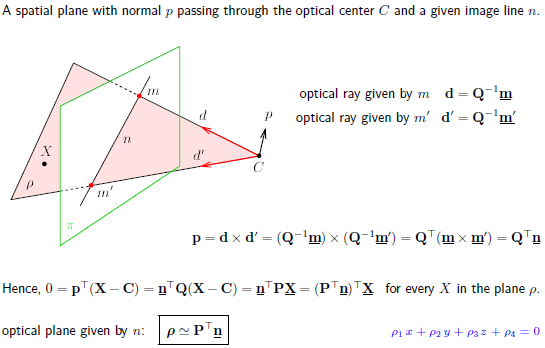 A spatial plane with normal p passing through the optical center C and a given image line n.
m
d
p
optical ray given by m d = Q⁻¹m
optical ray given by m′ d′ = Q⁻¹m′
n
X
d′
C
ρ
m′
π
p = d × d′ = (Q⁻¹m) × (Q⁻¹m′) = Q⊤(m × m′) = Q⊤n
Hence, 0 = p⊤(X − C) = n⊤Q(X − C) = n⊤PX = (P⊤n)⊤X for every X in the plane ρ.
optical plane given by n: ρ ≃ P⊤n
ρ₁ x + ρ₂ y + ρ₃ z + ρ₄ = 0